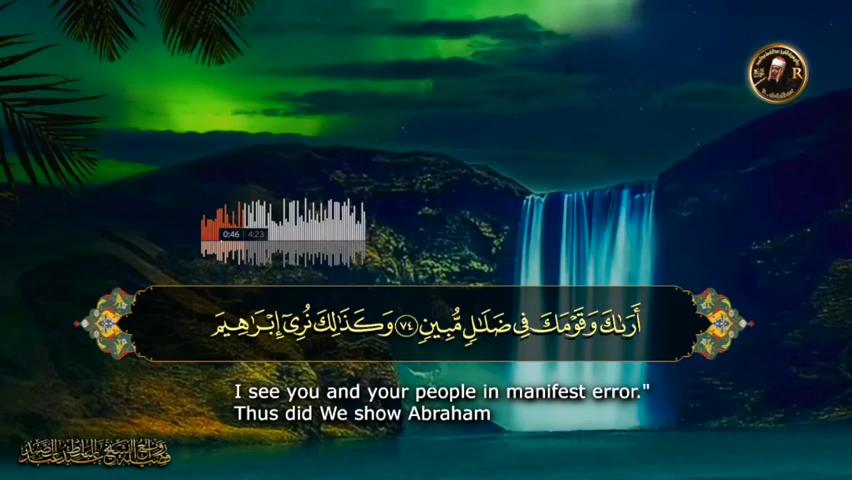 R
0:46 4:23
أَرَىٰكَ وَقَوْمَكَ فِي ضَلَٰلٍ مُّبِينٍ ٧٤ وَكَذَٰلِكَ نُرِيٓ إِبْرَٰهِيمَ
I see you and your people in manifest error."
Thus did We show Abraham